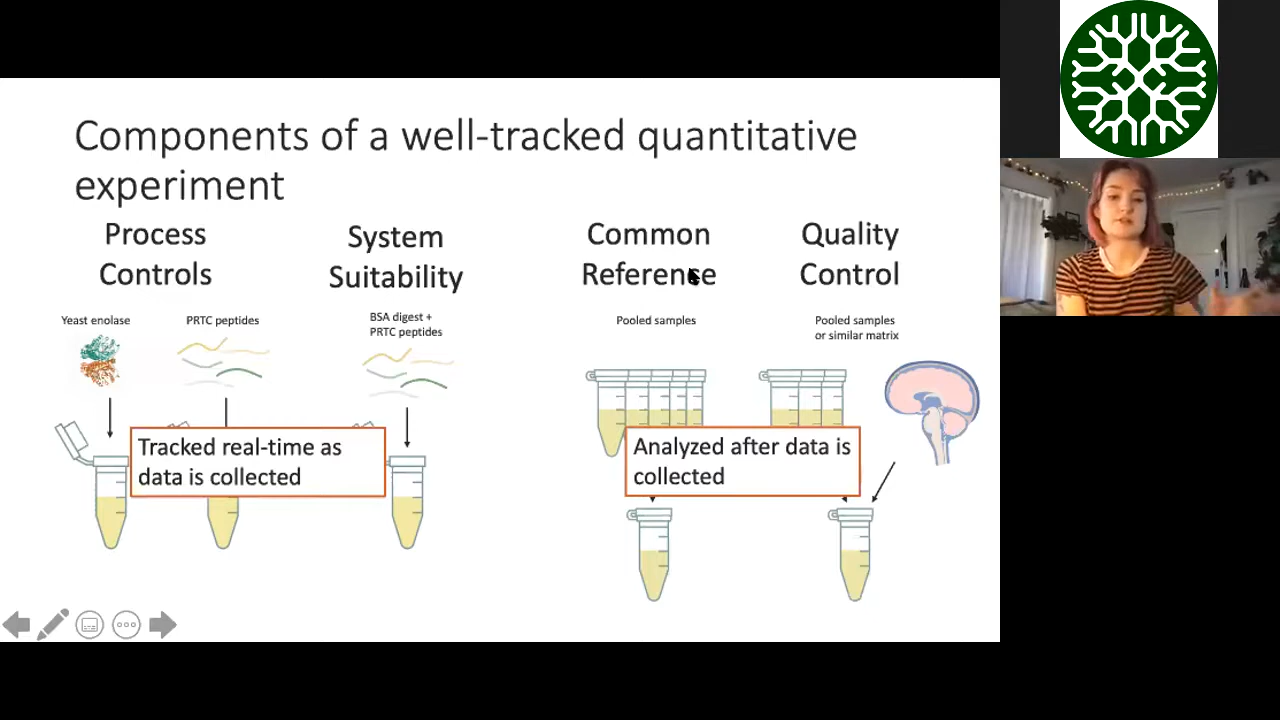 Components of a well-tracked quantitative
experiment
Process
Controls
System
Suitability
Common
Reference
Quality
Control
Yeast enolase
PRTC peptides
BSA digest +
PRTC peptides
Pooled samples
Pooled samples
or similar matrix
Tracked real-time as
data is collected
Analyzed after data is
collected